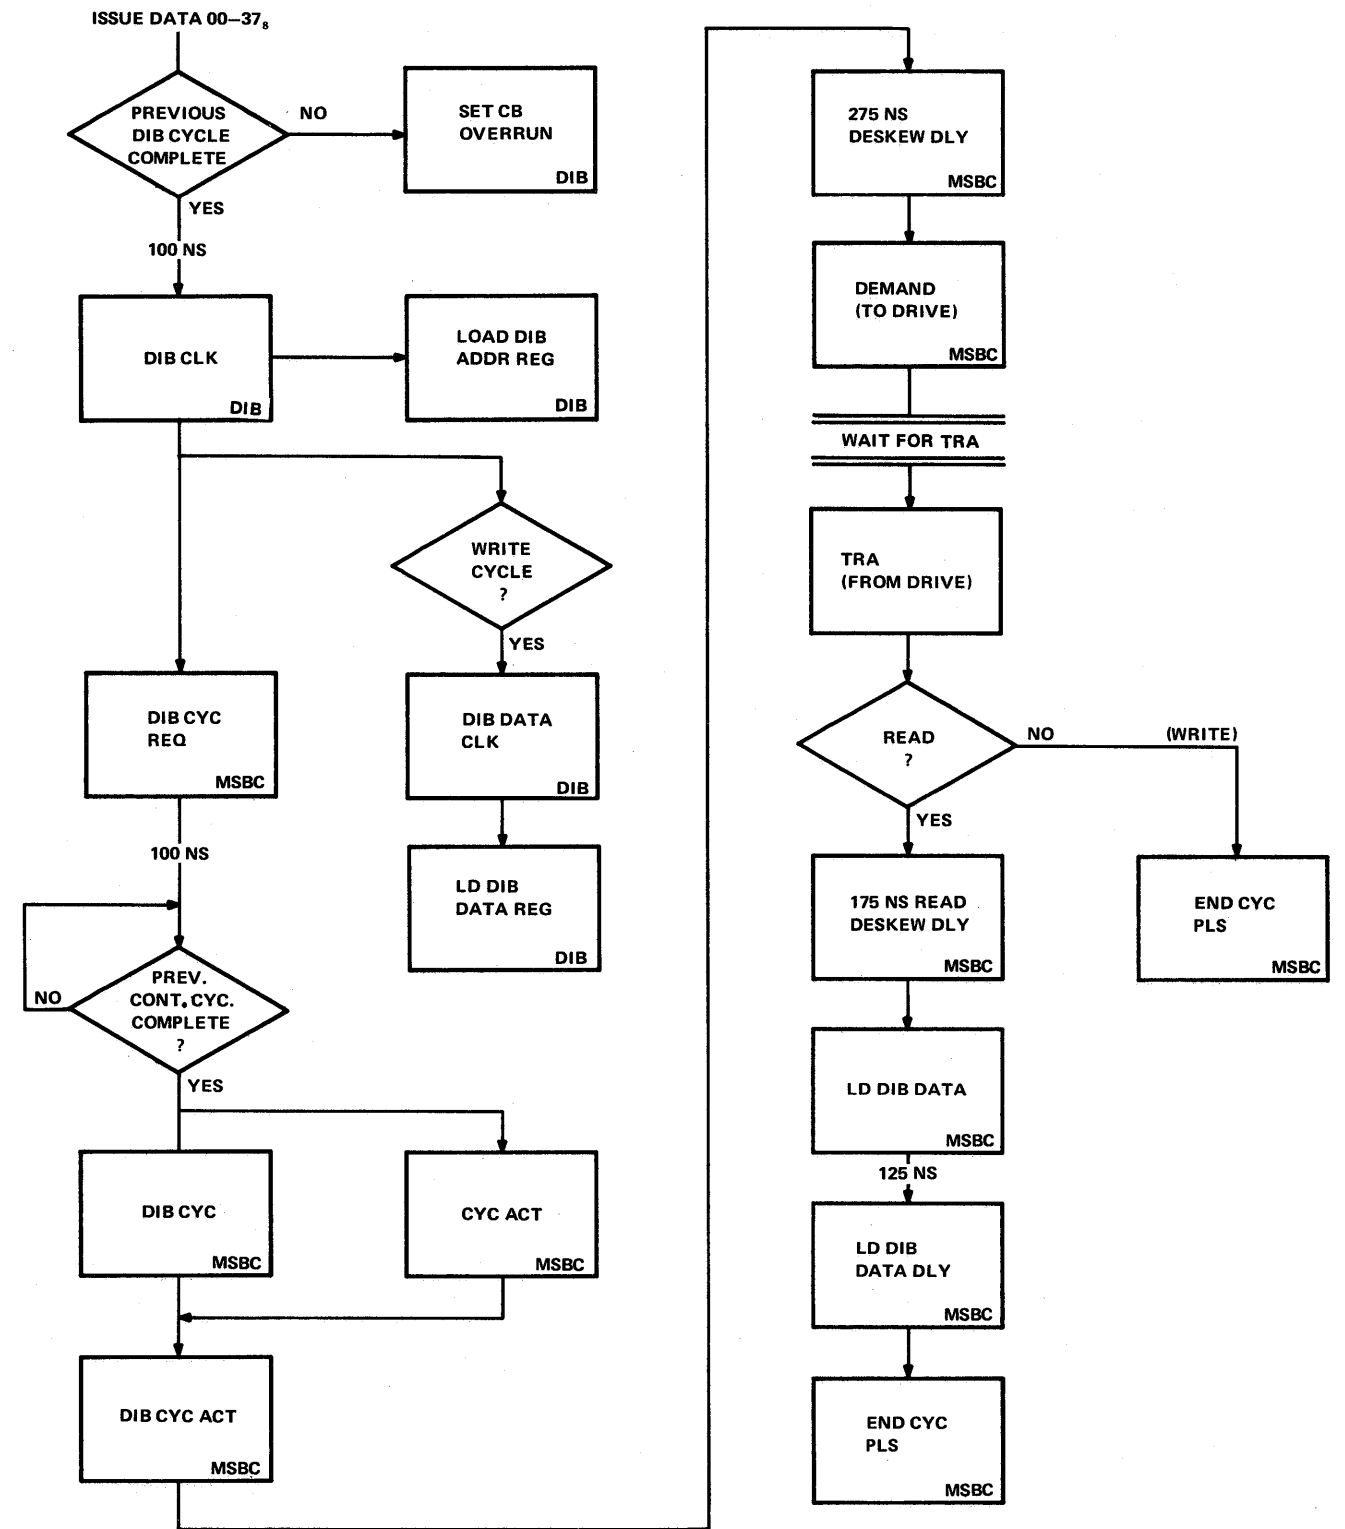 ISSUE DATA 00–37₈
PREVIOUS
DIB CYCLE
COMPLETE
NO
SET CB
OVERRUN
DIB
YES
100 NS
DIB CLK
DIB
LOAD DIB
ADDR REG
DIB
WRITE
CYCLE
?
YES
DIB CYC
REQ
MSBC
DIB DATA
CLK
DIB
100 NS
LD DIB
DATA REG
DIB
PREV.
CONT. CYC.
COMPLETE
?
NO
YES
DIB CYC
MSBC
CYC ACT
MSBC
DIB CYC ACT
MSBC
275 NS
DESKEW DLY
MSBC
DEMAND
(TO DRIVE)
MSBC
WAIT FOR TRA
TRA
(FROM DRIVE)
READ
?
NO
(WRITE)
YES
175 NS READ
DESKEW DLY
MSBC
END CYC
PLS
MSBC
LD DIB DATA
MSBC
125 NS
LD DIB
DATA DLY
MSBC
END CYC
PLS
MSBC